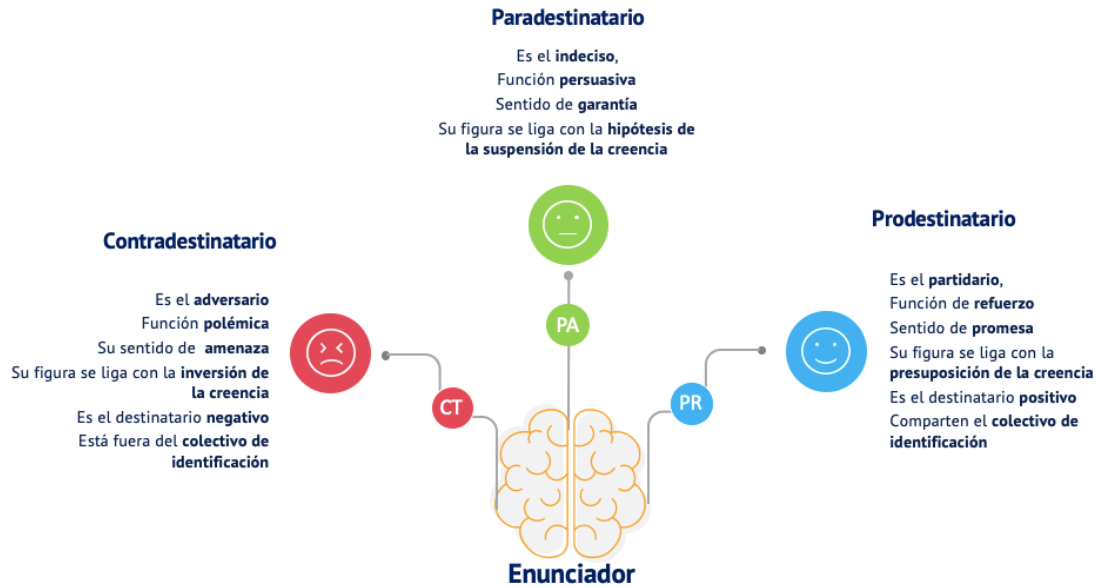 Paradestinatario
Es el indeciso,
Función persuasiva
Sentido de garantía
Su figura se liga con la hipótesis de
la suspensión de la creencia
Contradestinatario
Es el adversario
Función polémica
Su sentido de amenaza
Su figura se liga con la inversión de
la creencia
Es el destinatario negativo
Está fuera del colectivo de
identificación
Prodestinatario
Es el partidario,
Función de refuerzo
Sentido de promesa
Su figura se liga con la
presuposición de la creencia
Es el destinatario positivo
Comparten el colectivo de
identificación
PA
CT
PR
Enunciador